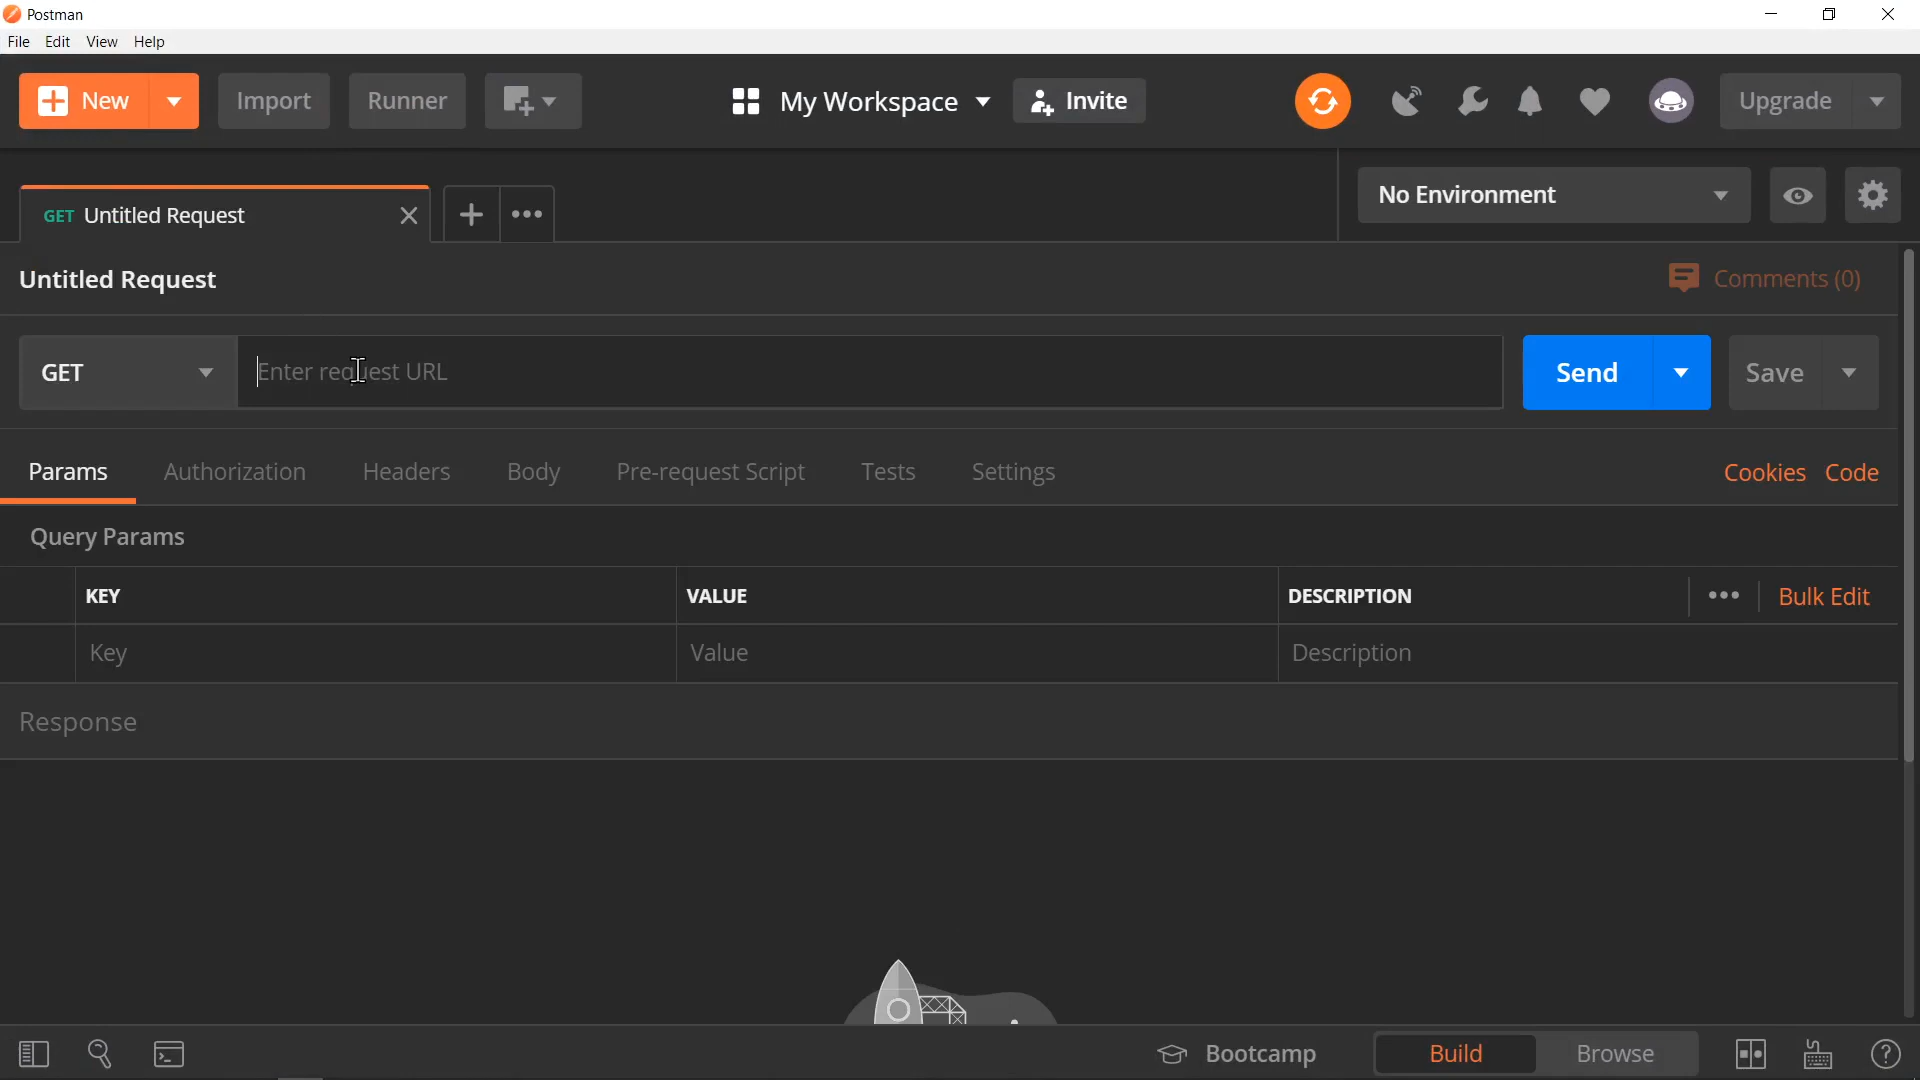 Postman
File Edit View Help
New Import Runner My Workspace Invite Upgrade
GET Untitled Request No Environment
Untitled Request Comments (0)
GET Enter request URL Send Save
Params Authorization Headers Body Pre-request Script Tests Settings Cookies Code
Query Params
KEY VALUE DESCRIPTION Bulk Edit
Key Value Description
Response
Bootcamp Build Browse